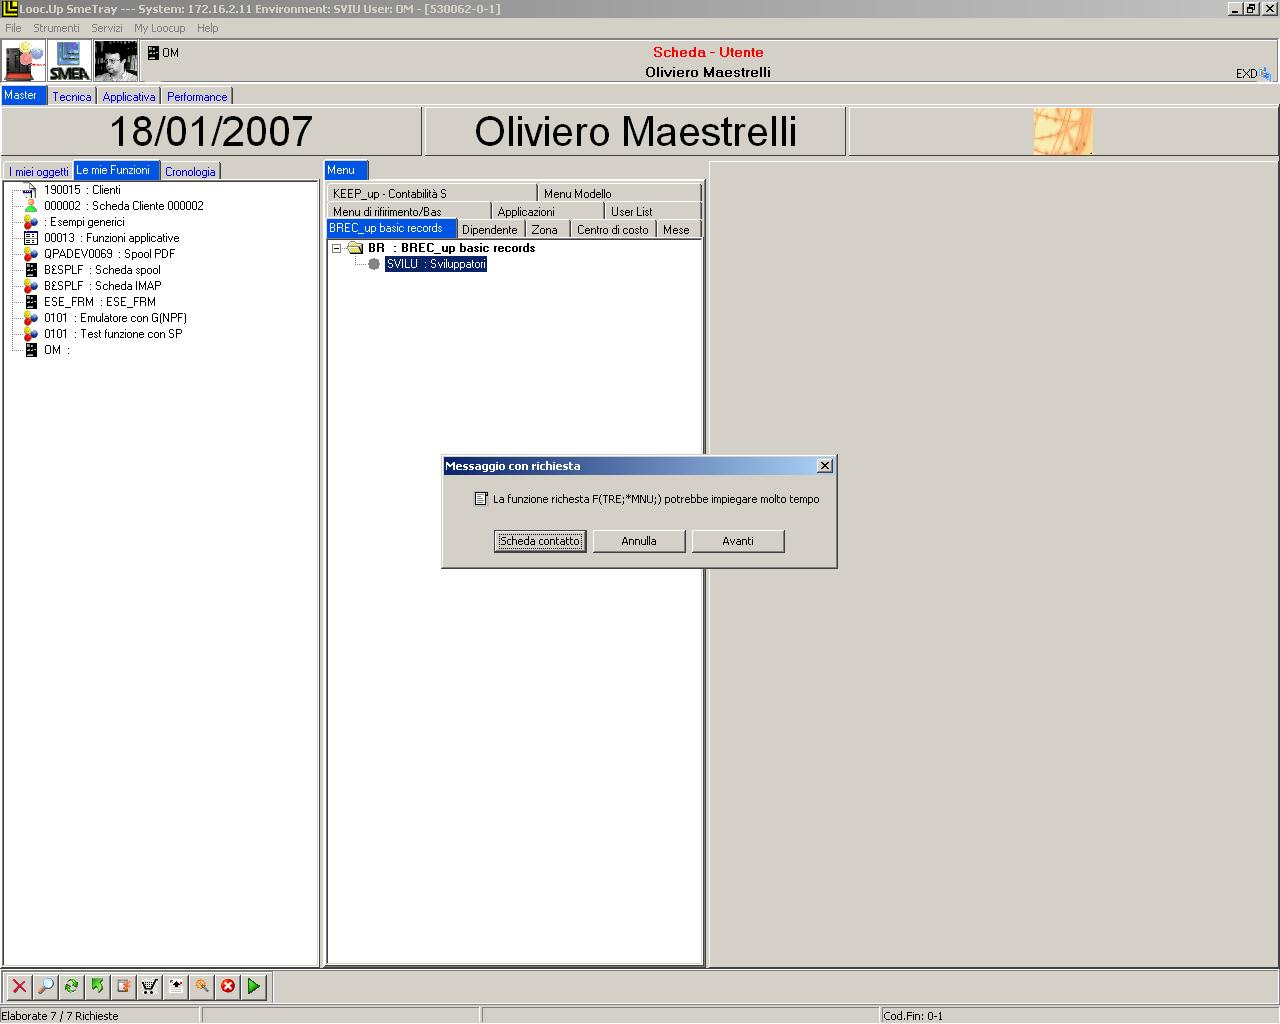 Looc.Up SmeTray --- System: 172.16.2.11 Environment: SVIU User: OM - [530062-0-1]
File Strumenti Servizi My Loocup Help
SMEA
OM
Scheda - Utente
Oliviero Maestrelli
EXD
Master Tecnica Applicativa Performance
18/01/2007
Oliviero Maestrelli
I miei oggetti Le mie Funzioni Cronologia
190015 : Clienti
000002 : Scheda Cliente 000002
: Esempi generici
00013 : Funzioni applicative
QPADEV0069 : Spool PDF
B£SPLF : Scheda spool
B£SPLF : Scheda IMAP
ESE_FRM : ESE_FRM
0101 : Emulatore con G(NPF)
0101 : Test funzione con SP
OM :
Menu
KEEP_up - Contabilità S Menu Modello
Menu di rifirimento/Bas Applicazioni User List
BREC_up basic records Dipendente Zona Centro di costo Mese
BR : BREC_up basic records
SVILU : Sviluppatori
Messaggio con richiesta
La funzione richesta F(TRE;*MNU;) potrebbe impiegare molto tempo
Scheda contatto Annulla Avanti
Elaborate 7 / 7 Richieste
Cod.Fin: 0-1